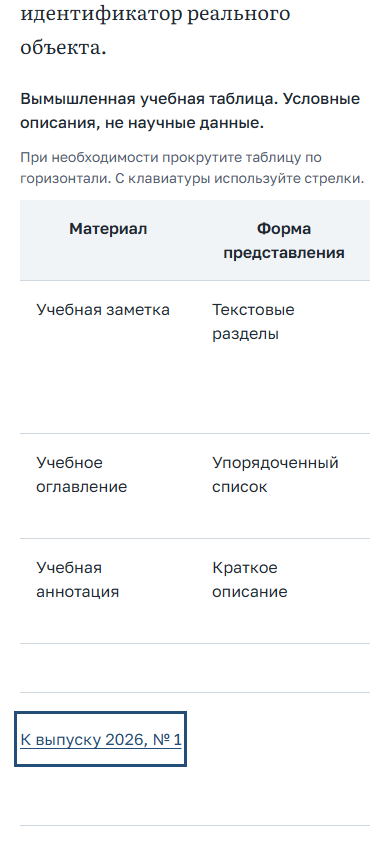 идентификатор реального
объекта.
Вымышленная учебная таблица. Условные
описания, не научные данные.
При необходимости прокрутите таблицу по
горизонтали. С клавиатуры используйте стрелки.
Материал
Форма
представления
Учебная заметка
Текстовые
разделы
Учебное
оглавление
Упорядоченный
список
Учебная
аннотация
Краткое
описание
К выпуску 2026, № 1